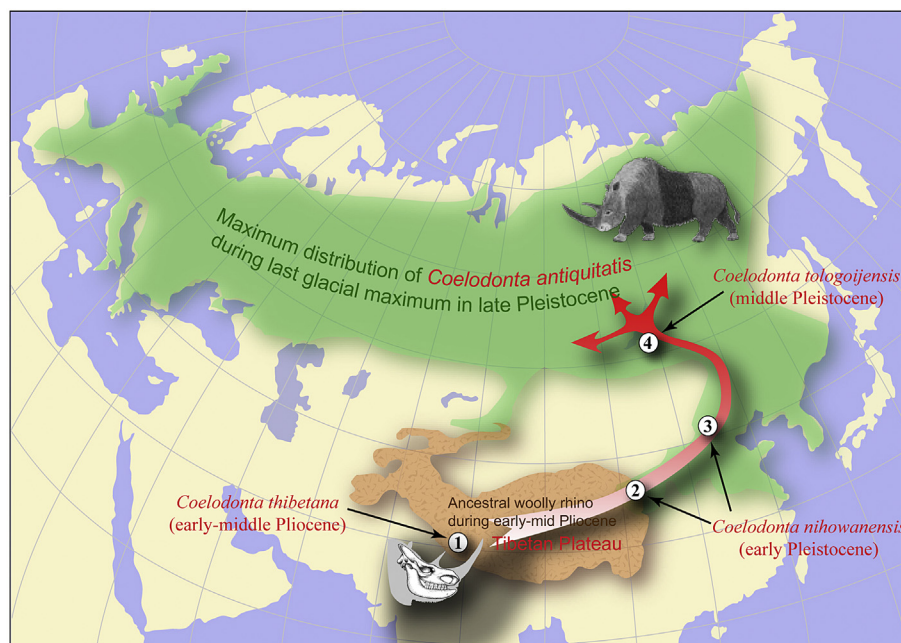 Maximum distribution of Coelodonta antiquitatis
during last glacial maximum in late Pleistocene
Coelodonta tologoijensis
(middle Pleistocene)
4
3
2
Coelodonta thibetana
(early-middle Pliocene)
Ancestral woolly rhino
during early-mid Pliocene
Tibetan Plateau
1
Coelodonta nihowanensis
(early Pleistocene)